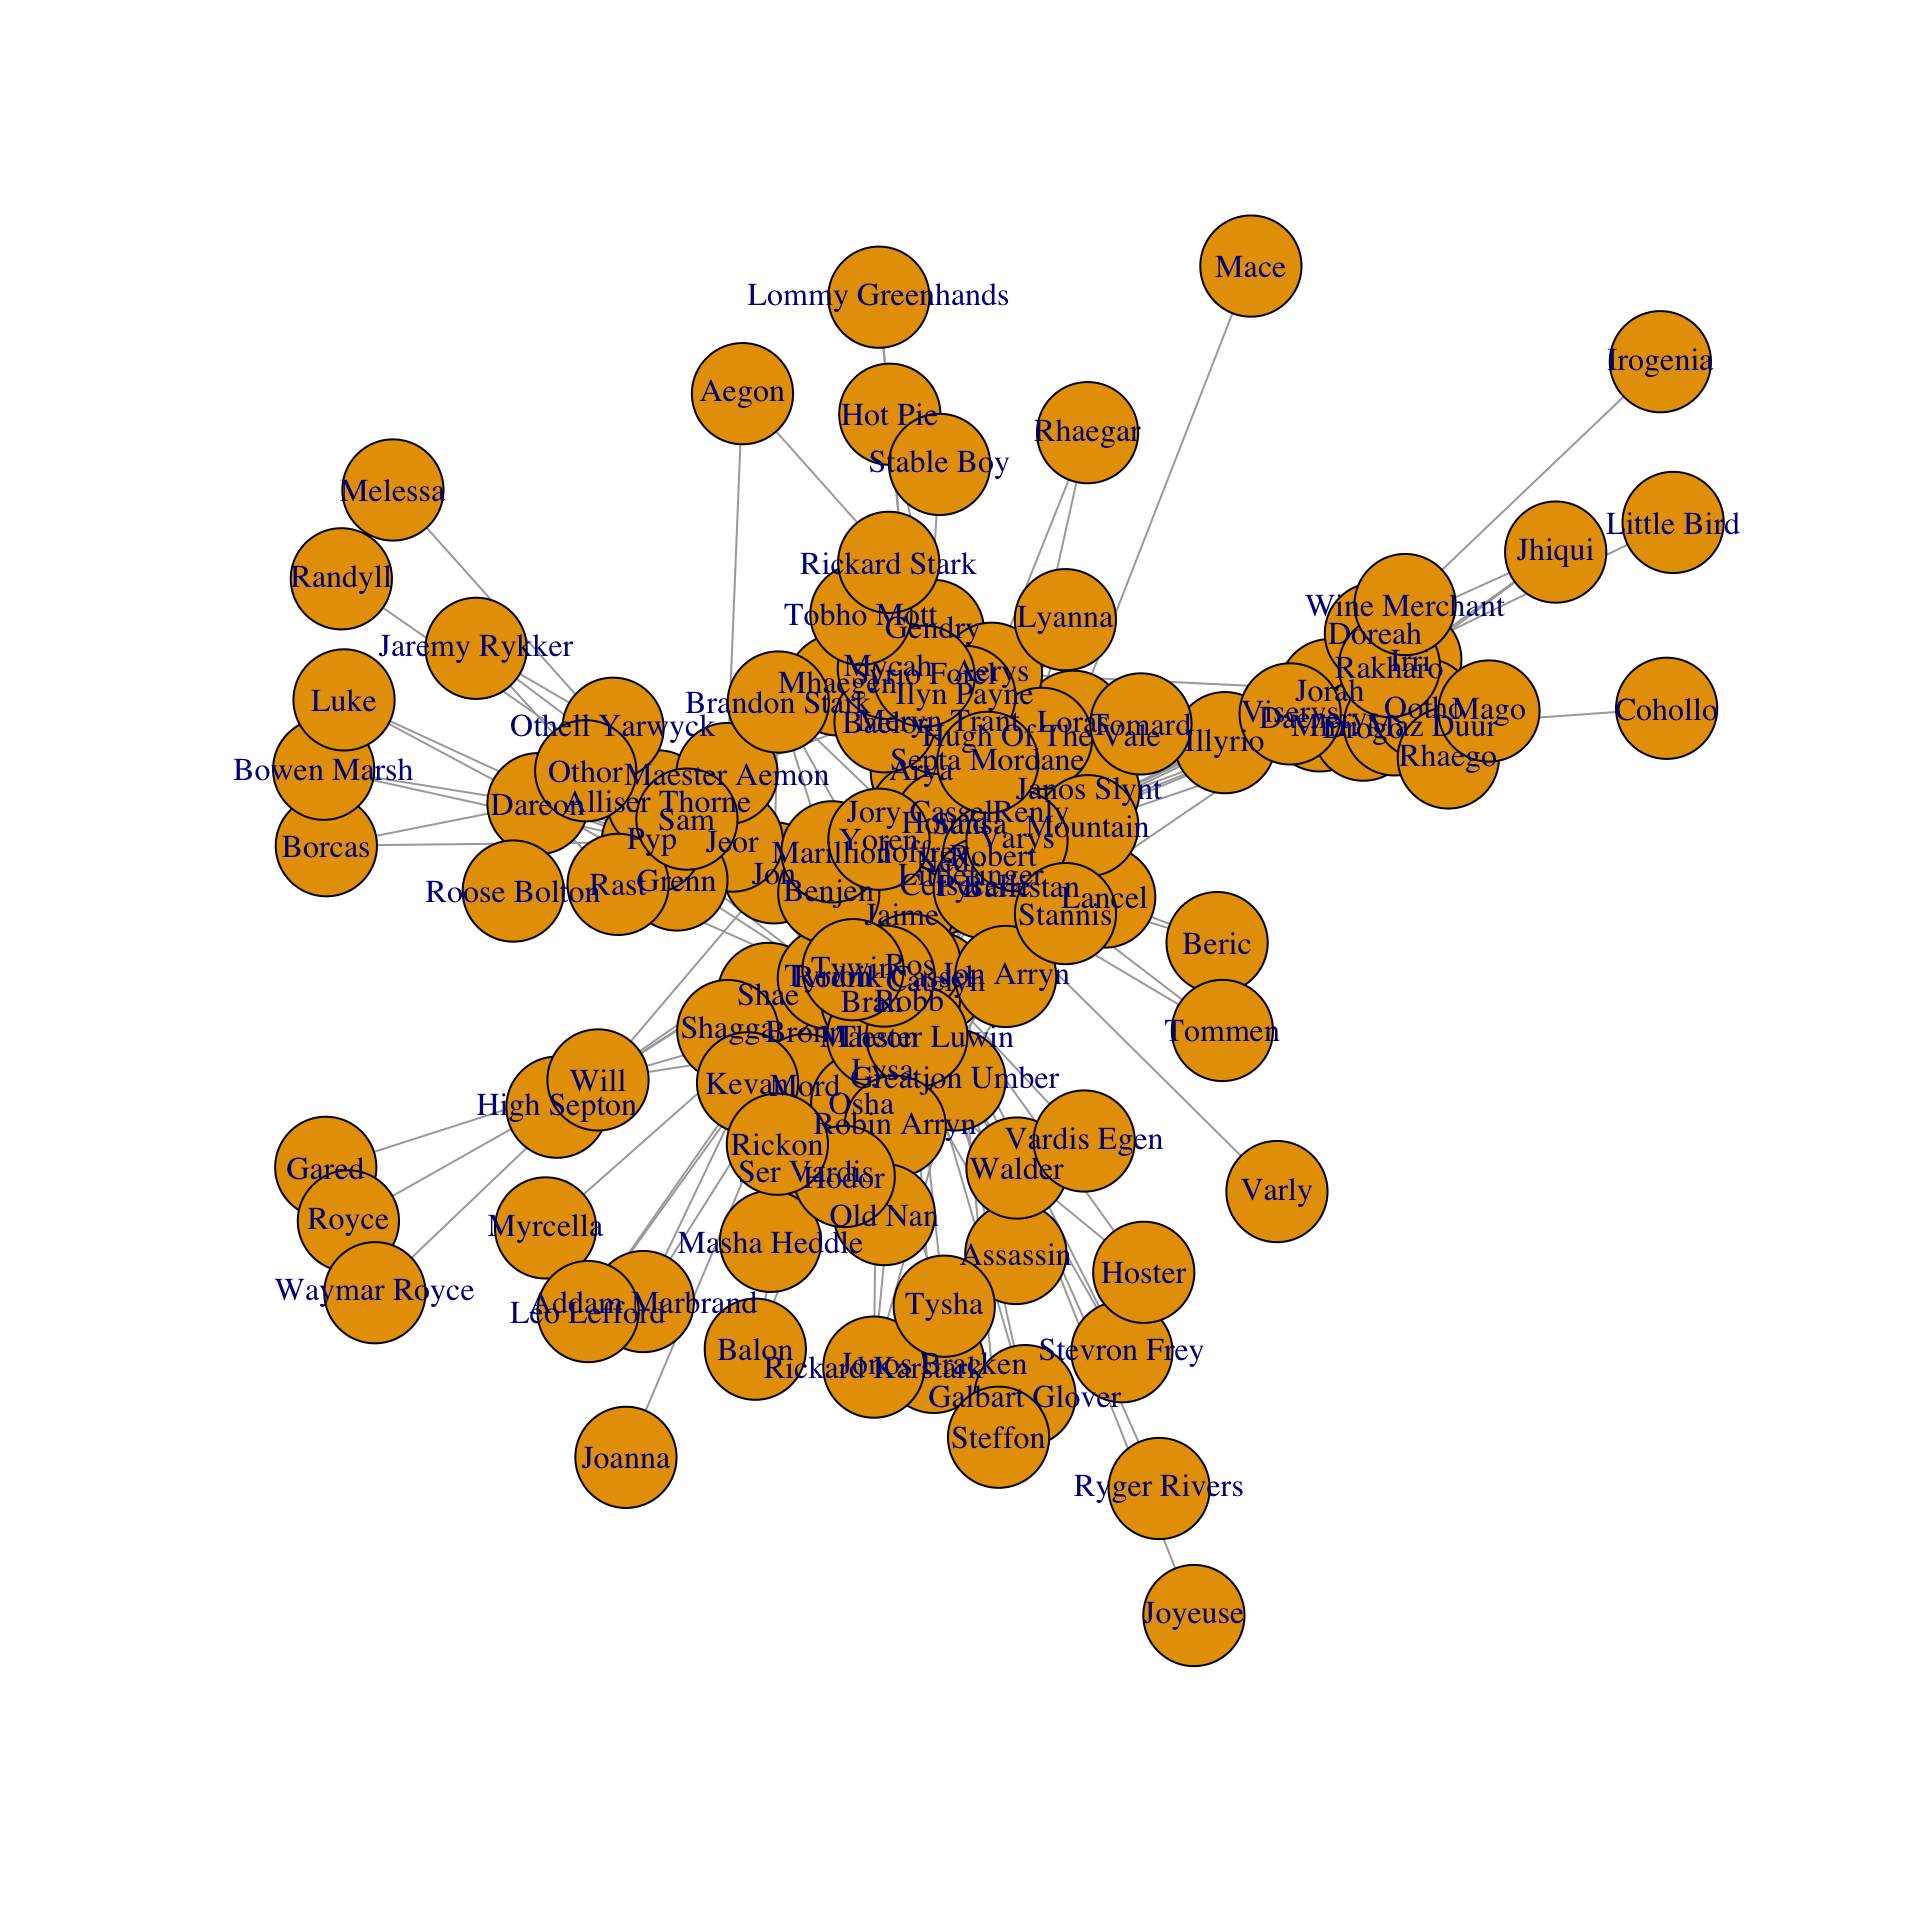 Mace
Lommy Greenhands
Irogenia
Aegon
Hot Pie
Rhaegar
Stable Boy
Melessa
Little Bird
Jhiqui
Rickard Stark
Randyll
Wine Merchant
Tobho Mott
Lyanna
Gendry
Doreah
Jaremy Rykker
Irri
Rakharo
Mycah
Syrio Forel
Aerys
Mhaegen
Ilyn Payne
Jorah
Luke
Brandon Stark
Viserys
Ootho
Mago
Cohollo
Othell Yarwyck
Meryn Trant
Loras
Tomard
Mirri Maz Duur
Drogo
Hugh Of The Vale
Illyrio
Rhaego
Septa Mordane
Bowen Marsh
Othor
Maester Aemon
Arya
Janos Slynt
Dareon
Alliser Thorne
Jory Cassel
Renly
Sam
Mountain
Pyp
Jeor
Yoren
Varys
Borcas
Marillion
Joffrey
Robert
Jon
Littlefinger
Roose Bolton
Rast
Grenn
Benjen
Barristan
Lancel
Jaime
Stannis
Beric
Tywin
Ros
Jon Arryn
Shae
Bran
Robb
Catelyn
Shagga
Bronn
Maester Luwin
Tommen
Will
Kevan
Mord
Lysa
Greatjon Umber
High Septon
Osha
Robin Arryn
Rickon
Vardis Egen
Gared
Ser Vardis
Hodor
Walder
Varly
Royce
Myrcella
Old Nan
Masha Heddle
Assassin
Hoster
Waymar Royce
Addam Marbrand
Leo Lefford
Tysha
Balon
Rickard Karstark
Jonos Bracken
Stevron Frey
Galbart Glover
Steffon
Joanna
Ryger Rivers
Joyeuse